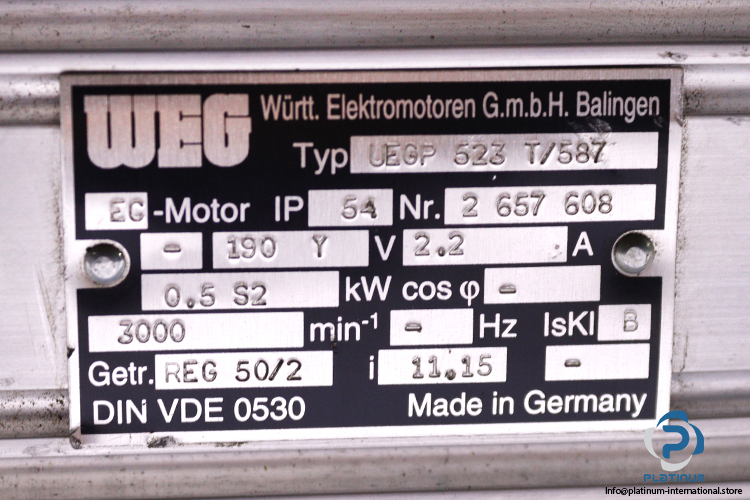 WEG Württ. Elektromotoren G.m.b.H. Balingen
Typ UEGP 523 T/587
EG-Motor IP 54 Nr. 2 657 608
- 190 Y V 2.2 A
0.5 S2 kW cos φ -
3000 min-1 - Hz IsKl B
Getr. REG 50/2 i 11.15 -
DIN VDE 0530 Made in Germany
PLATINUM
Info@platinum-international.store